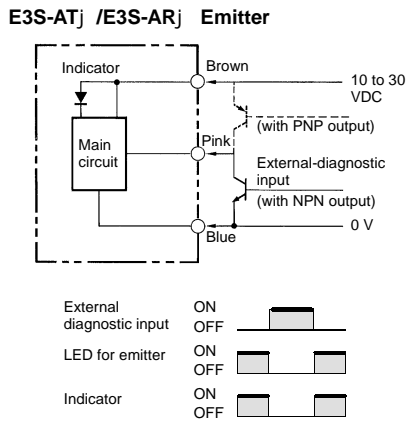 E3S-ATj /E3S-ARj Emitter
Indicator
Brown
10 to 30
VDC
(with PNP output)
Main
circuit
Pink
External-diagnostic
input
(with NPN output)
0 V
Blue
External
diagnostic input
ON
OFF
LED for emitter
ON
OFF
Indicator
ON
OFF